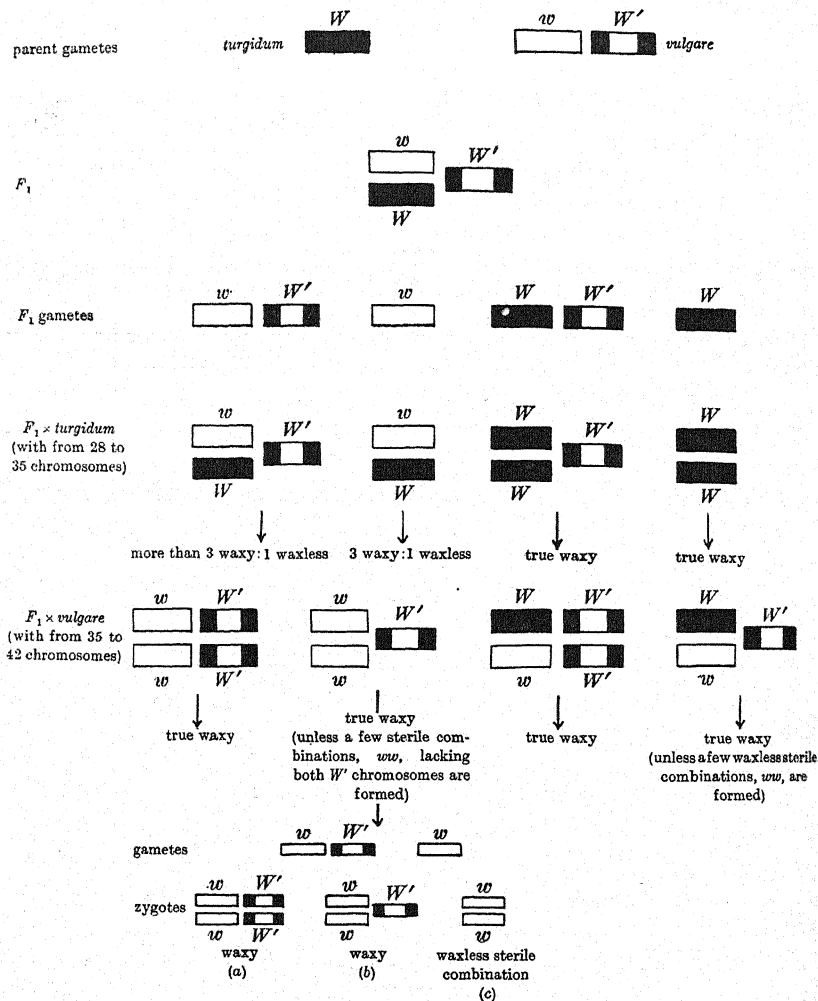 W w W′
parent gametes turgidum vulgare
w W′
F₁
W
w W′ w W W′ W
F₁ gametes
w W′ w W W′ W
F₁ × turgidum
(with from 28 to
35 chromosomes)
W W W W
more than 3 waxy:1 waxless 3 waxy:1 waxless true waxy true waxy
w W′ w W′ W W′ W W′
F₁ × vulgare
(with from 35 to
42 chromosomes)
w W′ w w W′ w
true waxy
true waxy
(unless a few sterile com-
binations, ww, lacking
both W′ chromosomes are
formed)
true waxy
true waxy
(unless a few waxless sterile
combinations, ww, are
formed)
w W′ w
gametes
w W′ w W′ w
zygotes
w W′ w w
waxy
(a)
waxy
(b)
waxless sterile
combination
(c)